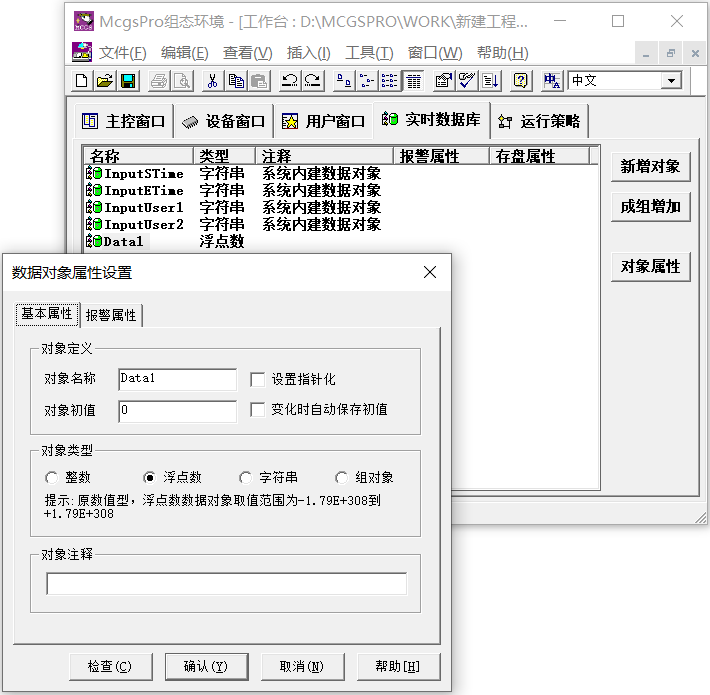 McgsPro组态环境 - [工作台 : D:\MCGSPRO\WORK\新建工程...
文件(F) 编辑(E) 查看(V) 插入(I) 工具(T) 窗口(W) 帮助(H)
中文
主控窗口 设备窗口 用户窗口 实时数据库 运行策略
名称 类型 注释 报警属性 存盘属性
InputSTime 字符串 系统内建数据对象
InputETime 字符串 系统内建数据对象
InputUser1 字符串 系统内建数据对象
InputUser2 字符串 系统内建数据对象
Data1 浮点数
新增对象
成组增加
对象属性
数据对象属性设置
基本属性 报警属性
对象定义
对象名称 Data1 设置指针化
对象初值 0 变化时自动保存初值
对象类型
整数 浮点数 字符串 组对象
提示:原数值型，浮点数数据对象取值范围为-1.79E+308到
+1.79E+308
对象注释
检查(C) 确认(Y) 取消(N) 帮助[H]